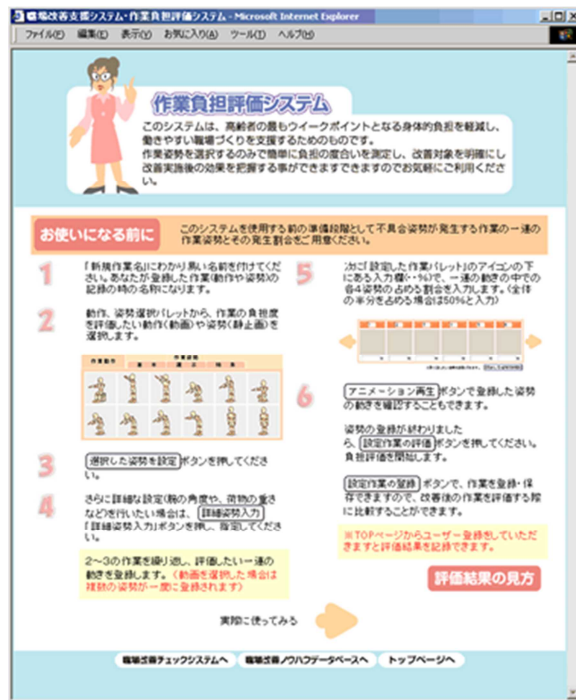 職場改善支援システム・作業負担評価システム - Microsoft Internet Explorer
ファイル(F) 編集(E) 表示(V) お気に入り(A) ツール(T) ヘルプ(H)
作業負担評価システム
このシステムは、高齢者の最もウイークポイントとなる身体的負担を軽減し、
働きやすい職場づくりを支援するためのものです。
作業姿勢を選択するのみで簡単に負担の度合いを測定し、改善対象を明確にし
改善実施後の効果を把握する事ができますできますのでお気軽にご利用くださ
い。
お使いになる前に
このシステムを使用する前の準備段階として不具合姿勢が発生する作業の一連の
作業姿勢とその発生割合をご用意ください。
1
「新規作業名」にわかり易い名前を付けてくだ
さい。あなたが登録した作業(動作や姿勢)の
記録の時の名称になります。
2
動作、姿勢選択パレットから、作業の負担度
を評価したい動作(動画)や姿勢(静止画)を
選択します。
作業動作
作業姿勢
3
選択した姿勢を設定 ボタンを押してくださ
い。
4
さらに詳細な設定(腕の角度や、荷物の重さ
など)を行いたい場合は、 詳細姿勢入力
「詳細姿勢入力」ボタンを押し、指定してくださ
い。
2〜3の作業を繰り返し、評価したい一連の
動きを登録します。(動画を選択した場合は
複数の姿勢が一度に登録されます)
5
次に「設定した作業パレット」のアイコンの下
にある入力欄(・・%)で、一連の動きの中での
各4姿勢の占める割合を入力します。(全体
の半分を占める場合は50%と入力)
6
アニメーション再生 ボタンで登録した姿勢
の動きを確認することもできます。
姿勢の登録が終わりました
ら、 設定作業の評価 ボタンを押してください。
負担評価を開始します。
設定作業の登録 ボタンで、作業を登録・保
存できますので、改善後の作業を評価する際
に比較することができます。
※TOPページからユーザー登録をしていただ
きますと評価結果を記録できます。
評価結果の見方
実際に使ってみる
職場改善チェックシステムへ 職場改善ノウハウデータベースへ トップページへ